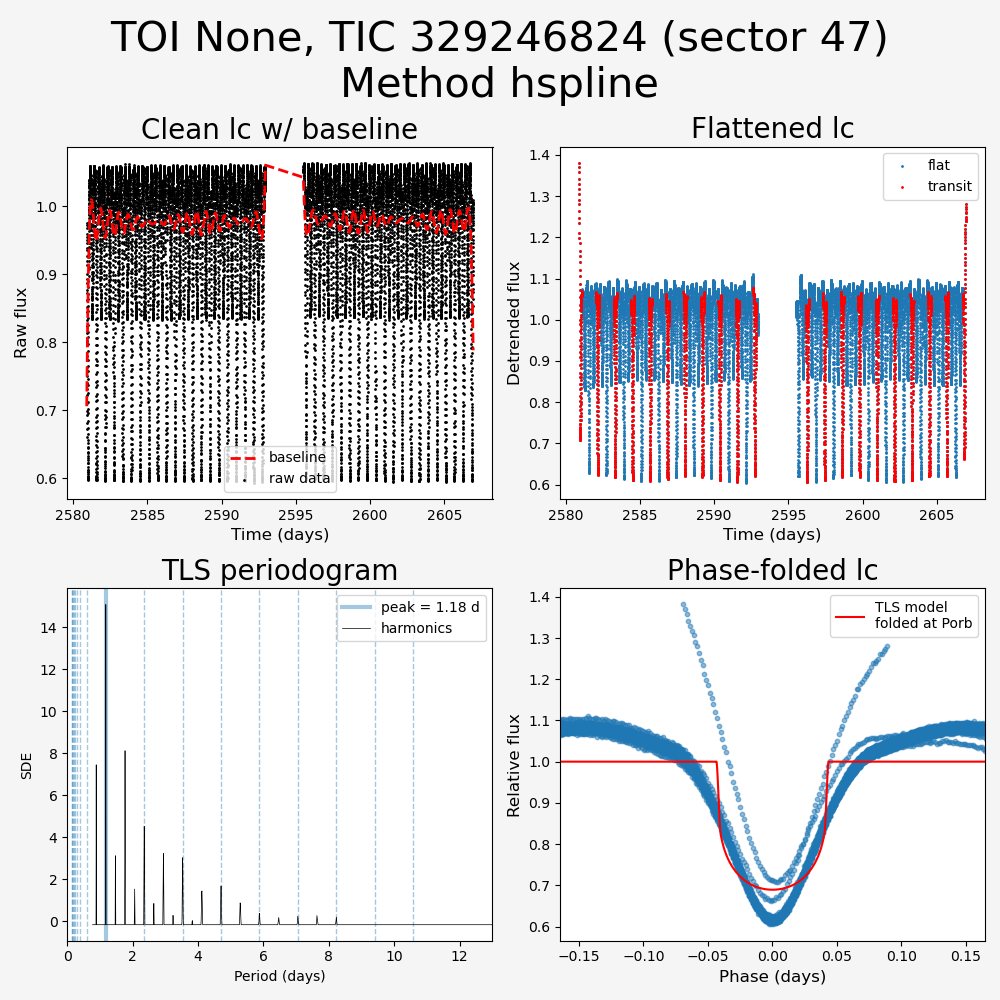 TOI None, TIC 329246824 (sector 47)
Method hspline
Clean lc w/ baseline
Raw flux
1.0
0.9
0.8
0.7
0.6
baseline
raw data
2580
2585
2590
2595
2600
2605
Time (days)
Flattened lc
Detrended flux
1.4
1.3
1.2
1.1
1.0
0.9
0.8
0.7
0.6
flat
transit
2580
2585
2590
2595
2600
2605
Time (days)
TLS periodogram
SDE
14
12
10
8
6
4
2
0
peak = 1.18 d
harmonics
0
2
4
6
8
10
12
Period (days)
Phase-folded lc
Relative flux
1.4
1.3
1.2
1.1
1.0
0.9
0.8
0.7
0.6
TLS model
folded at Porb
−0.15
−0.10
−0.05
0.00
0.05
0.10
0.15
Phase (days)